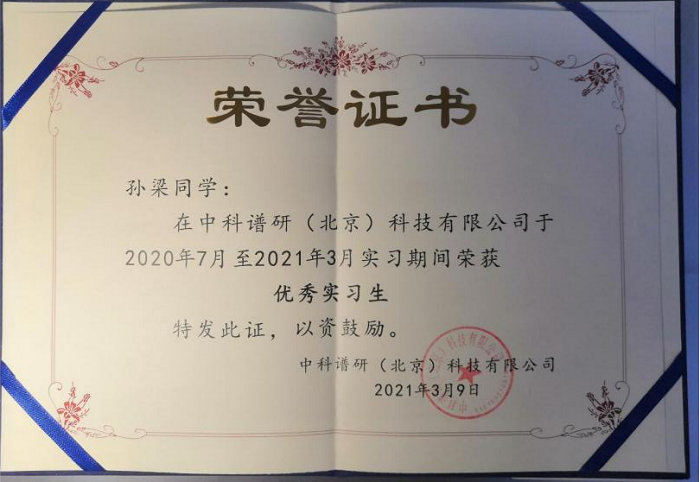 荣誉证书
孙梁同学：
在中科谱研（北京）科技有限公司于
2020年7月至2021年3月实习期间荣获
优秀实习生
特发此证，以资鼓励。
中科谱研（北京）科技有限公司
2021年3月9日